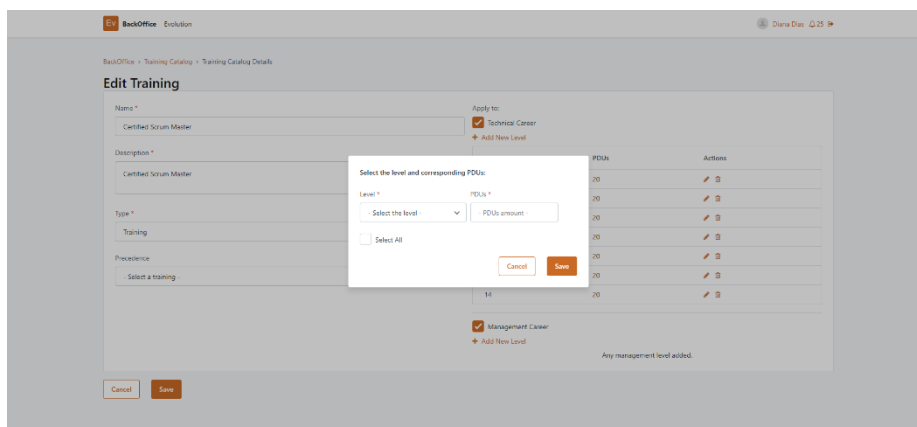 Ev BackOffice Evolution
Diana Dias 25
BackOffice > Training Catalog > Training Catalog Details
Edit Training
Name *
Certified Scrum Master
Description *
Certified Scrum Master
Type *
Training
Precedence
- Select a training -
Apply to:
Technical Career
+ Add New Level
PDUs Actions
20
20
20
20
20
20
14 20
Management Career
+ Add New Level
Any management level added.
Select the level and corresponding PDUs:
Level * PDUs *
- Select the level - - PDUs amount -
Select All
Cancel Save
Cancel Save